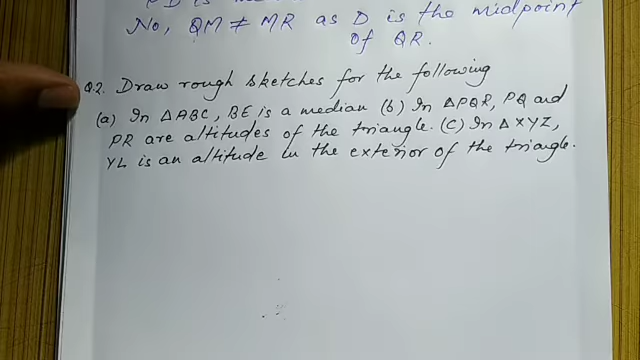 PD is
No, QM ≠ MR as D is the midpoint
of QR.
Q.2. Draw rough sketches for the following
(a) In △ABC, BE is a median (b) In △PQR, PQ and
PR are altitudes of the triangle. (c) In △XYZ,
YL is an altitude in the exterior of the triangle.